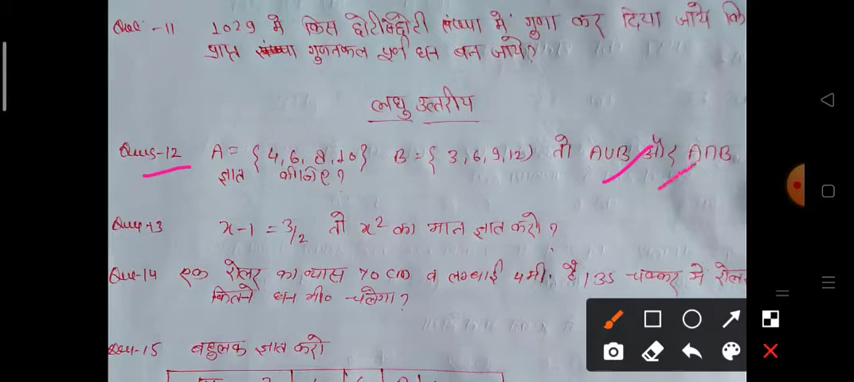 Ques-11 1029 में किस छोटी से छोटी संख्या में गुणा कर दिया जाये कि
प्राप्त संख्या गुणनफल पूर्ण घन बन जाये?
लघु उत्तरीय
Ques-12 A = {4, 6, 8, 10} B = {3, 6, 9, 12} तो A∪B और A∩B
ज्ञात कीजिए?
Ques-13 x - 1 = 3/2 तो x² का मान ज्ञात करो?
Que-14 एक रोलर का व्यास 70 cm व लम्बाई 4 मी. है, 135 चक्कर में रोलर
कितने घन मी० चलेगा?
Ques-15 बहुलक ज्ञात करो